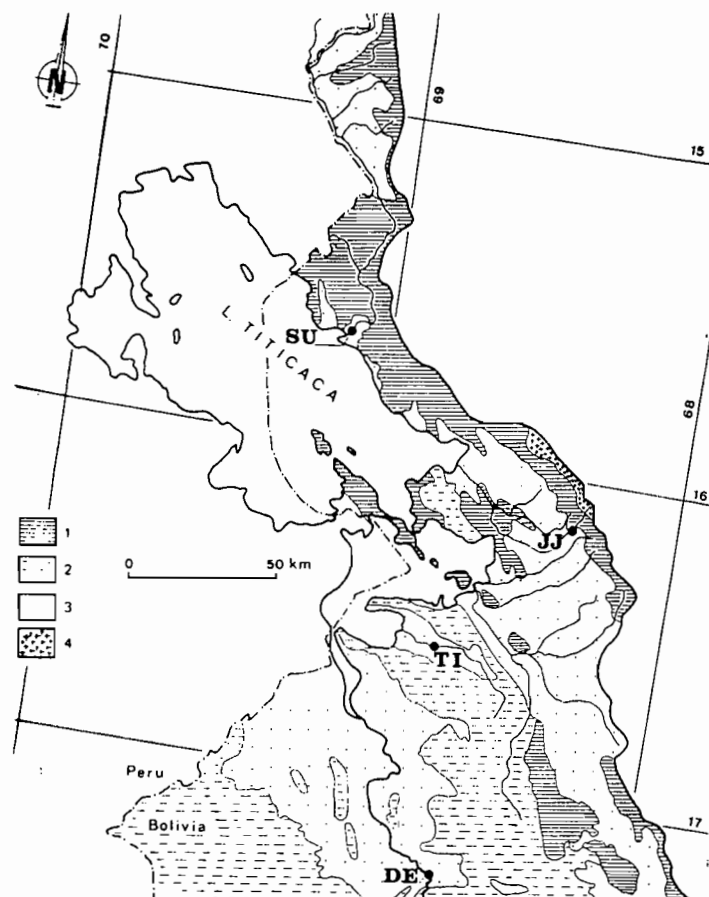 70
N
69
15
L. TITICACA
SU
68
16
JJ
1
2
3
4
0 50 km
TI
Peru
Bolivia
17
DE